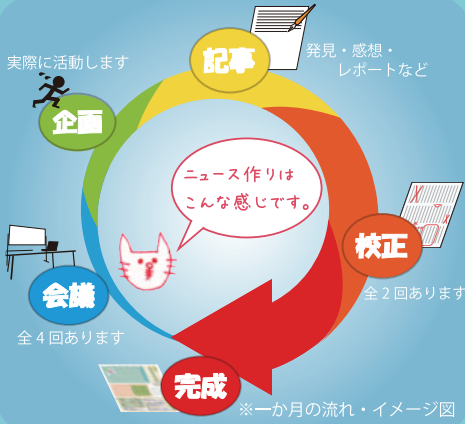 記事
発見・感想・
レポートなど
実際に活動します
企画
ニュース作りは
こんな感じです。
校正
全２回あります
会議
全４回あります
完成
※一か月の流れ・イメージ図